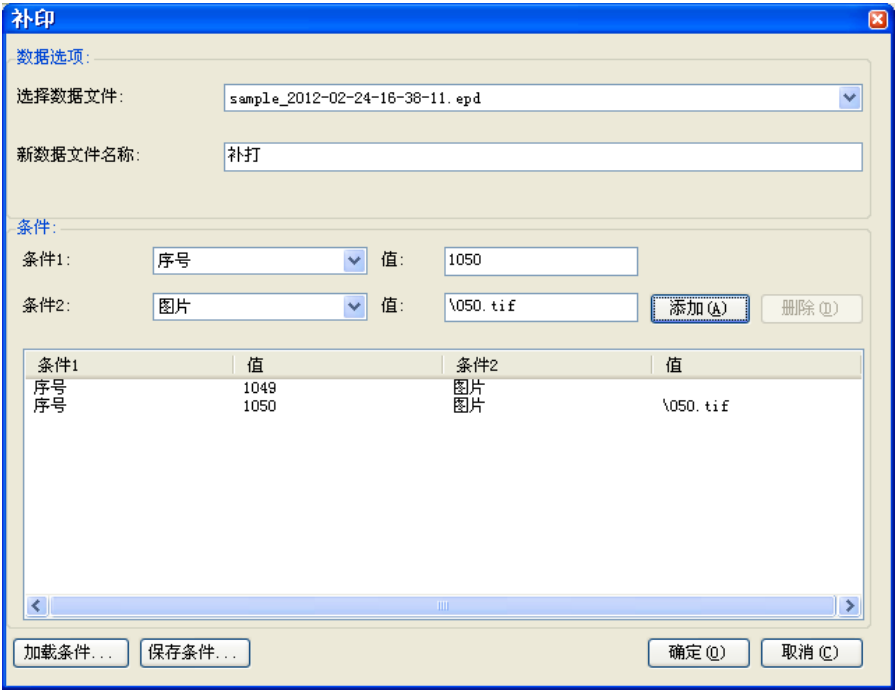 补印
数据选项:
选择数据文件: sample_2012-02-24-16-38-11.epd
新数据文件名称: 补打
条件:
条件1: 序号 值: 1050
条件2: 图片 值: \050.tif 添加(A) 删除(D)
条件1 值 条件2 值
序号 1049 图片
序号 1050 图片 \050.tif
加载条件... 保存条件... 确定(O) 取消(C)